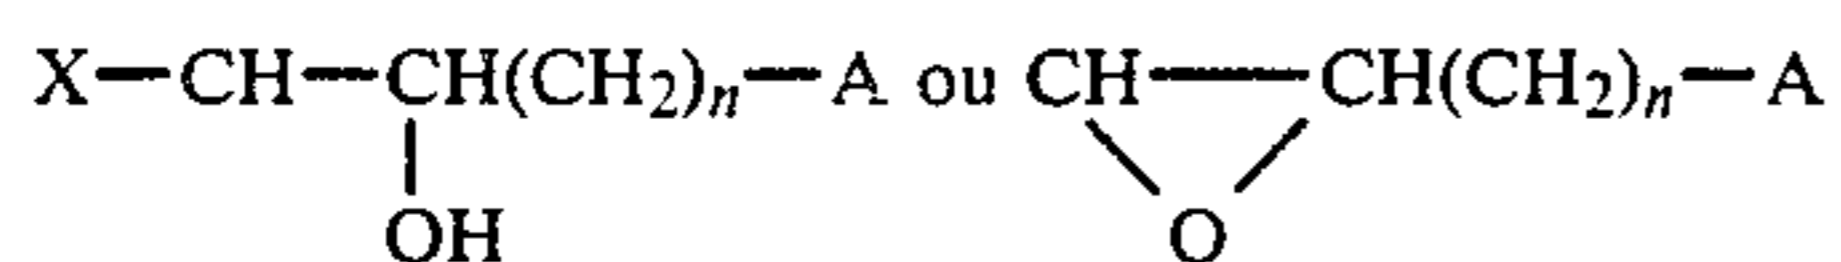 X—CH—CH(CH₂)ₙ—A ou CH—CH(CH₂)ₙ—A
OH O